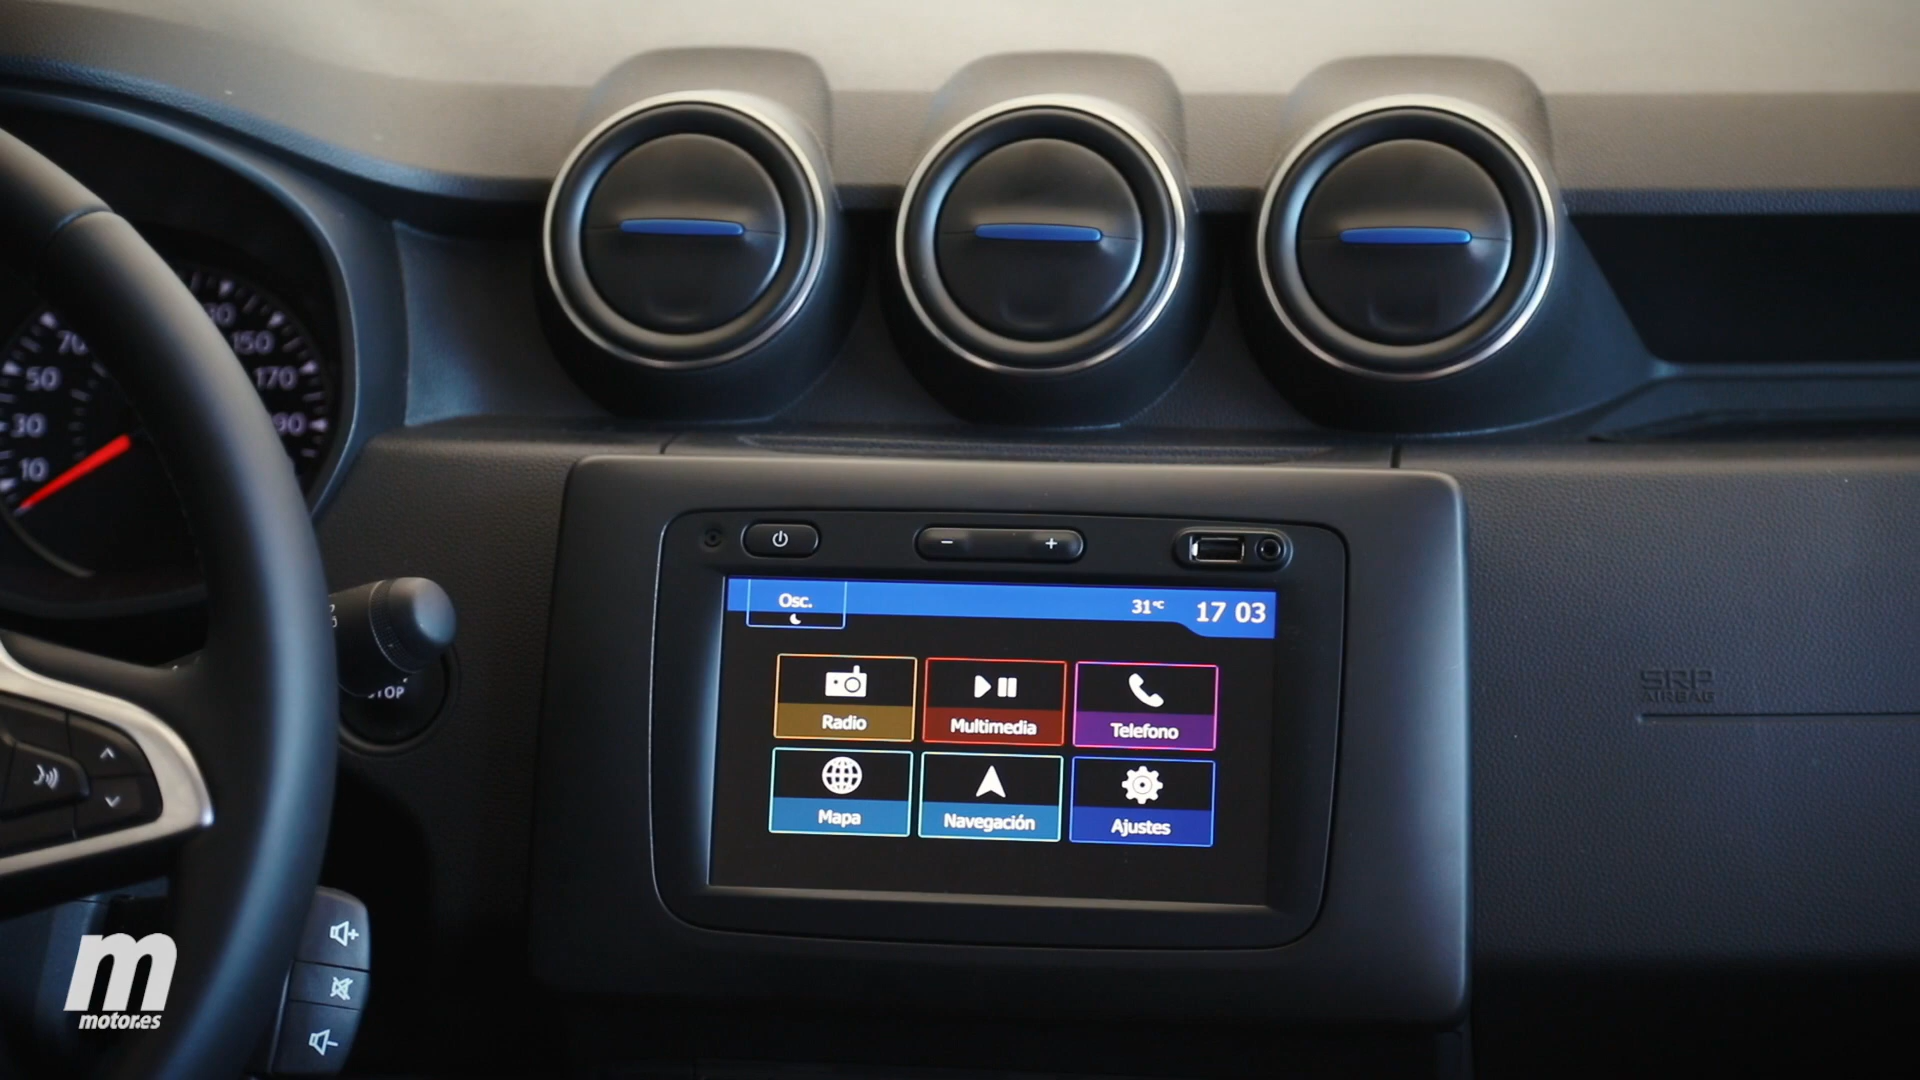 70
50
30
10
150
170
STOP
Osc.
31°C
17 03
Radio
Multimedia
Telefono
Mapa
Navegación
Ajustes
SRP
AIRBAG
m
motor.es